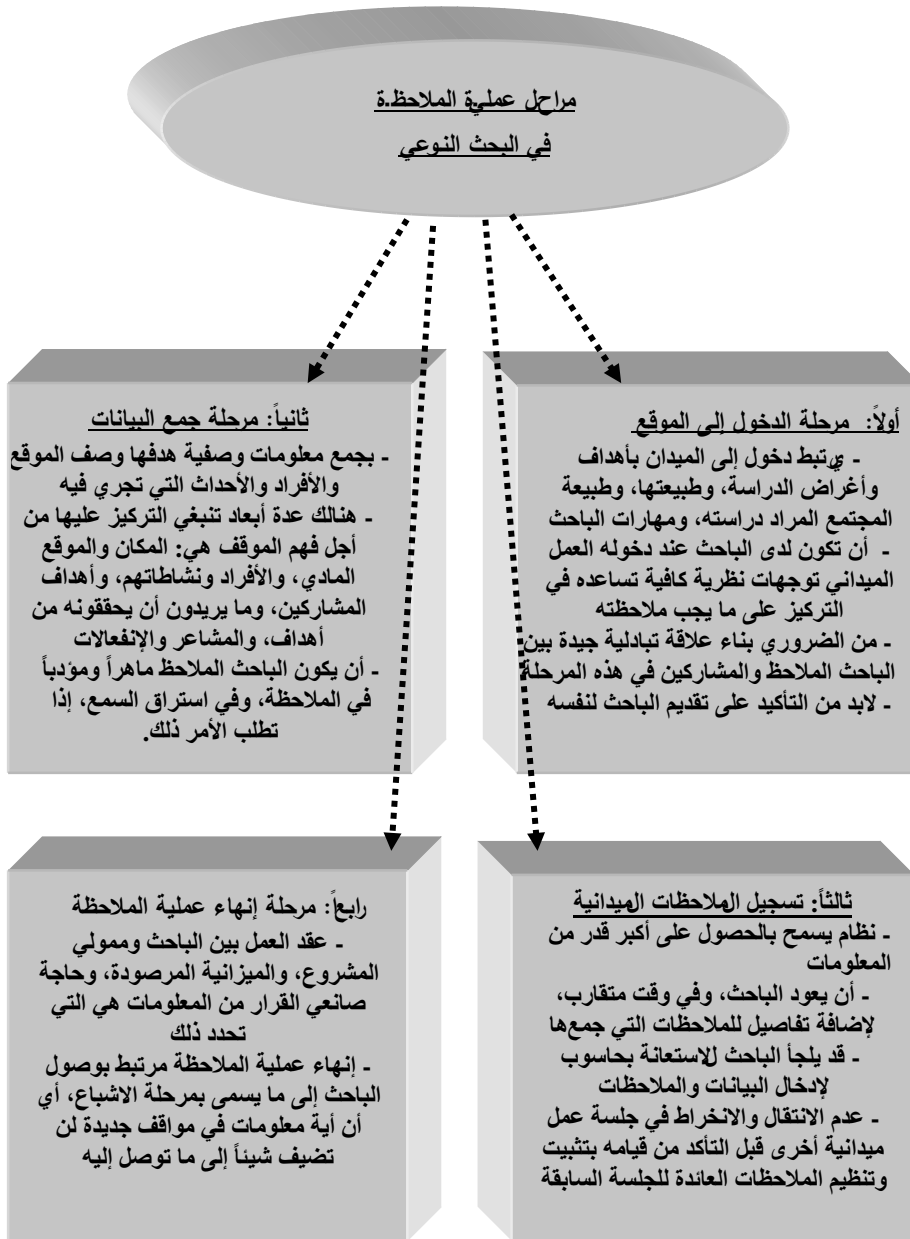 مراحل عملية الملاحظة
في البحث النوعي
أولاً: مرحلة الدخول إلى الموقع
- يرتبط دخول إلى الميدان بأهداف
وأغراض الدراسة، وطبيعتها، وطبيعة
المجتمع المراد دراسته، ومهارات الباحث
- أن تكون لدى الباحث عند دخوله العمل
الميداني توجهات نظرية كافية تساعده في
التركيز على ما يجب ملاحظته
- من الضروري بناء علاقة تبادلية جيدة بين
الباحث الملاحظ والمشاركين في هذه المرحلة
- لابد من التأكيد على تقديم الباحث لنفسه
ثانياً: مرحلة جمع البيانات
- بجمع معلومات وصفية هدفها وصف الموقع
والأفراد والأحداث التي تجري فيه
- هنالك عدة أبعاد تنبغي التركيز عليها من
أجل فهم الموقف هي: المكان والموقع
المادي، والأفراد ونشاطاتهم، وأهداف
المشاركين، وما يريدون أن يحققونه من
أهداف، والمشاعر والإنفعالات
- أن يكون الباحث الملاحظ ماهراً ومؤدباً
في الملاحظة، وفي استراق السمع، إذا
تطلب الأمر ذلك.
ثالثاً: تسجيل الملاحظات الميدانية
- نظام يسمح بالحصول على أكبر قدر من
المعلومات
- أن يعود الباحث، وفي وقت متقارب،
لإضافة تفاصيل للملاحظات التي جمعها
- قد يلجأ الباحث للاستعانة بحاسوب
لإدخال البيانات والملاحظات
- عدم الانتقال والانخراط في جلسة عمل
ميدانية أخرى قبل التأكد من قيامه بتثبيت
وتنظيم الملاحظات العائدة للجلسة السابقة
رابعاً: مرحلة إنهاء عملية الملاحظة
- عقد العمل بين الباحث وممولي
المشروع، والميزانية المرصودة، وحاجة
صانعي القرار من المعلومات هي التي
تحدد ذلك
- إنهاء عملية الملاحظة مرتبط بوصول
الباحث إلى ما يسمى بمرحلة الاشباع، أي
أن أية معلومات في مواقف جديدة لن
تضيف شيئاً إلى ما توصل إليه